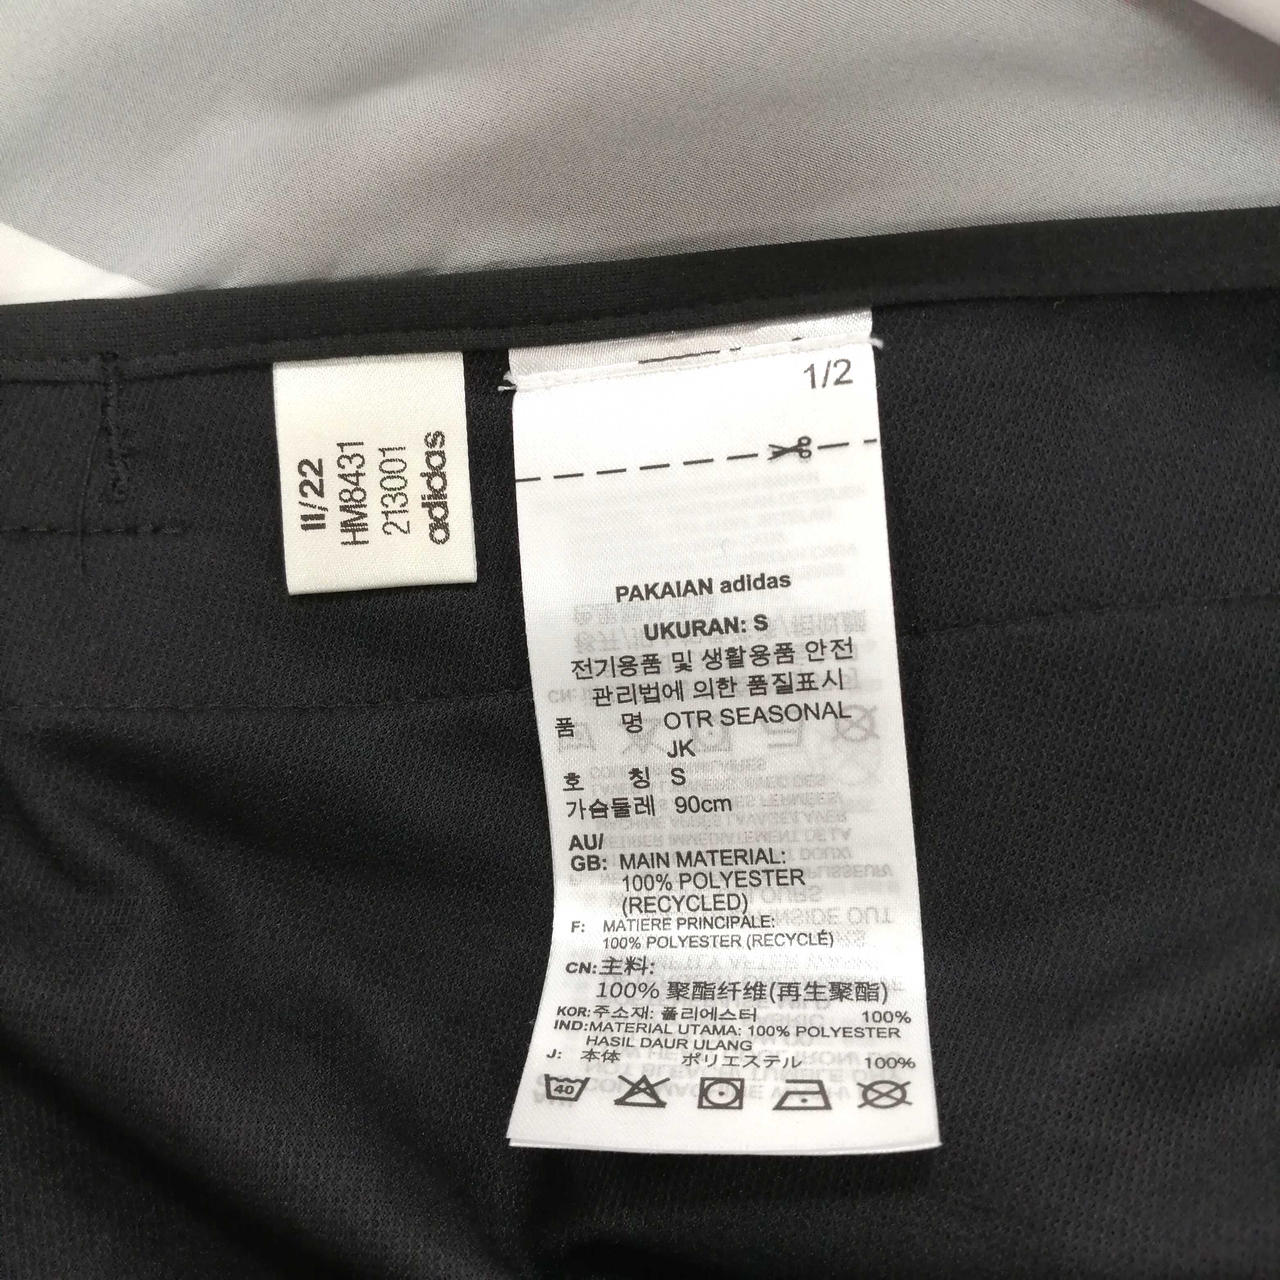 11/22
HM8431
213001
adidas
1/2
PAKAIAN adidas
UKURAN: S
전기용품 및 생활용품 안전
관리법에 의한 품질표시
품 명 OTR SEASONAL
JK
호 칭 S
가슴둘레 90cm
AU/
GB: MAIN MATERIAL:
100% POLYESTER
(RECYCLED)
F: MATIERE PRINCIPALE:
100% POLYESTER (RECYCLÉ)
CN:主料:
100% 聚酯纤维(再生聚酯)
KOR:주소재: 폴리에스터 100%
IND:MATERIAL UTAMA: 100% POLYESTER
HASIL DAUR ULANG
J: 本体 ポリエステル 100%
40